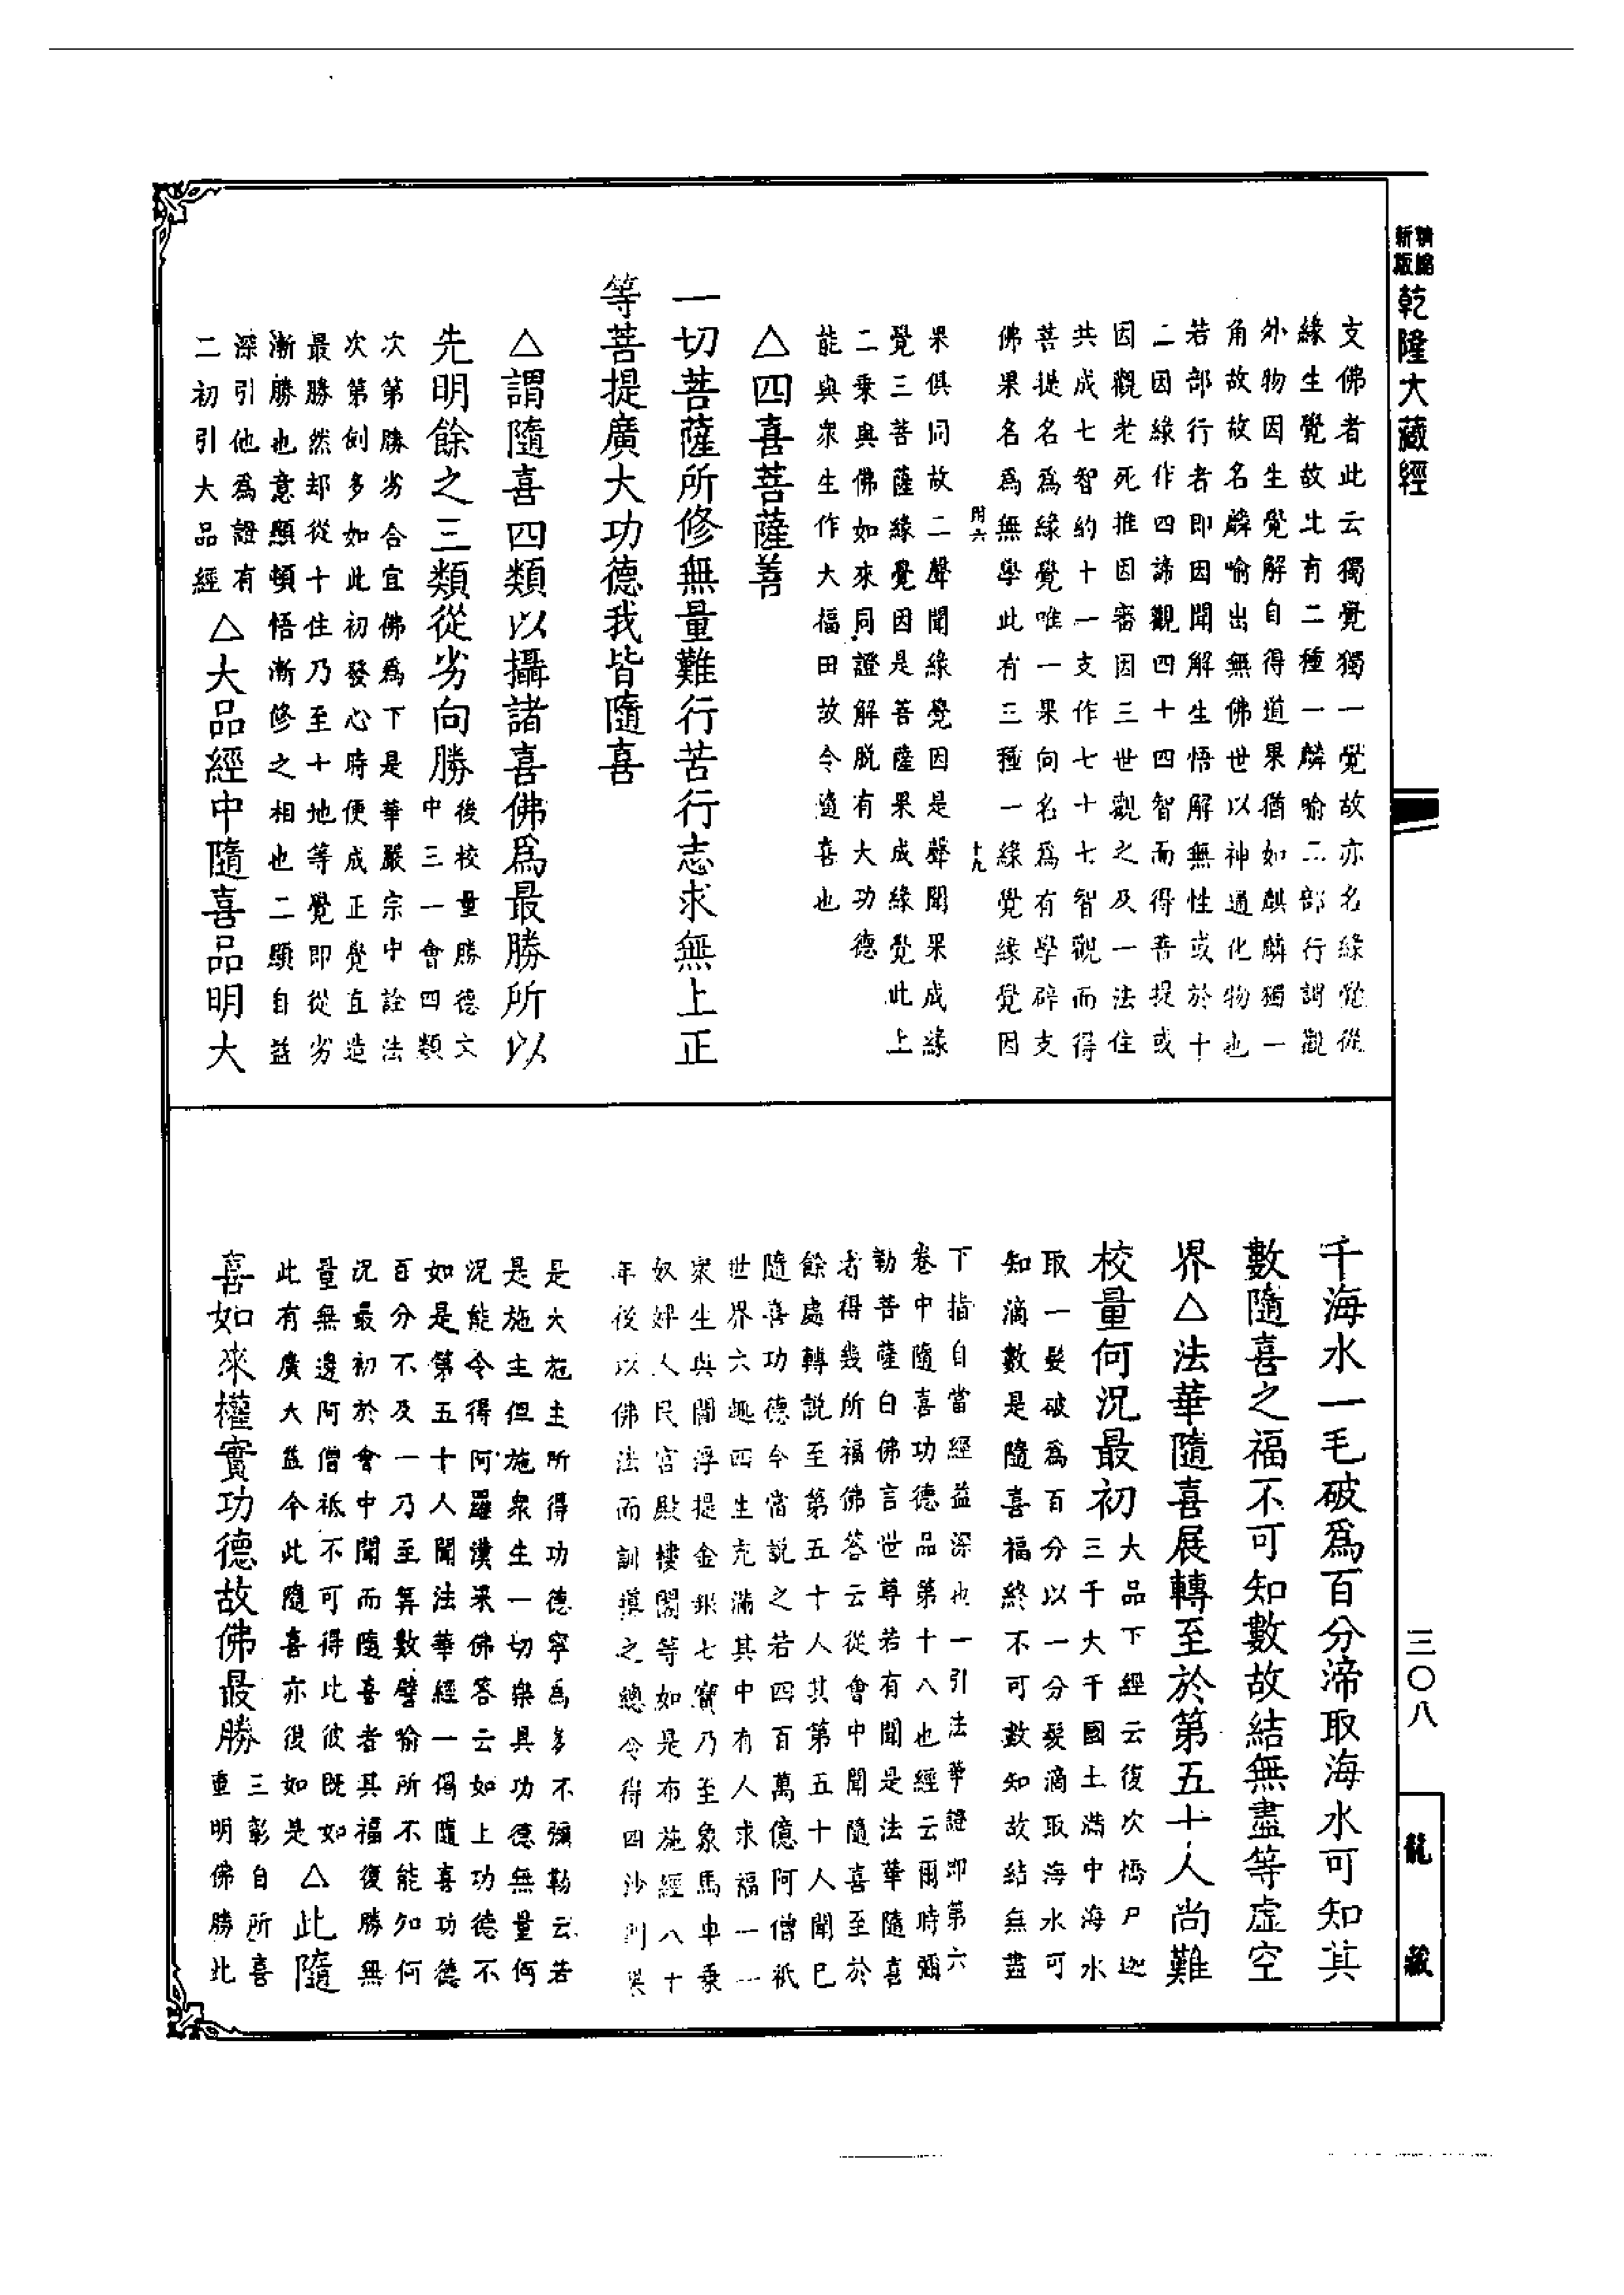 精縮
新版
乾隆大藏經
支佛者此云獨覺獨一覺故亦名緣覺從
緣生覺故此有二種一麟喻二部行謂觀
外物因生覺解自得道果猶如麒麟獨一
角故故名麟喻出無佛世以神通化物也
若部行者即因聞解生悟解無性或於十
二因緣作四諦觀四十四智而得菩提或
因觀老死推因審因三世觀之及一法住
共成七智約十一支作七十七智觀而得
菩提名爲緣覺唯一果向名爲有學辟支
佛果名爲無學此有三種一緣覺緣覺因
附六 十九
果俱同故二聲聞緣覺因是聲聞果成緣
覺三菩薩緣覺因是菩薩果成緣覺此上
二乘與佛如來同證解脫有大功德
能與衆生作大福田故今隨喜也
△四喜菩薩善
一切菩薩所修無量難行苦行志求無上正
等菩提廣大功德我皆隨喜
△謂隨喜四類以攝諸喜佛爲最勝所以
先明餘之三類從劣向勝
後校量勝德文
中三一會四類
次第勝劣合宜佛爲下是華嚴宗中詮法
次第例多如此初發心時便成正覺直造
最勝然却從十住乃至十地等覺即從劣
漸勝也意顯頓悟漸修之相也二顯自益
深引他爲證有
二初引大品經
△大品經中隨喜品明大
千海水一毛破爲百分渧取海水可知其
數隨喜之福不可知數故結無盡等虛空
界△法華隨喜展轉至於第五十人尚難
校量何況最初
大品下經云復次憍尸迦
三千大千國土滿中海水
取一髮破爲百分以一分髮滴取海水可
知滴數是隨喜福終不可數知故結無盡
下指自當經益深也一引法華證即第六
卷中隨喜功德品第十八也經云爾時彌
勒菩薩白佛言世尊若有聞是法華隨喜
者得幾所福佛答云從會中聞隨喜至於
餘處轉說至第五十人其第五十人聞已
隨喜功德今當說之若四百萬億阿僧祇
世界六趣四生充滿其中有人求福一一
衆生與閻浮提金銀七寶乃至象馬車乘
奴婢人民宮殿樓閣等如是布施經八十
年後以佛法而訓導之總令得四沙門果
是大施主所得功德寧爲多不彌勒云若
是施主但施衆生一切樂具功德無量何
況能令得阿羅漢果佛答云如上功德不
如是第五十人聞法華經一偈隨喜功德
百分不及一乃至算數譬喻所不能知何
況最初於會中聞而隨喜者其福復勝無
量無邊阿僧祇不可得比彼既如
此有廣大益今此隨喜亦復如是
△此隨
喜如來權實功德故佛最勝
三彰自所喜
重明佛勝此
三〇八
龍藏